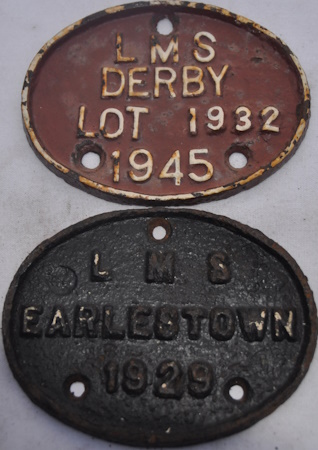 LMS
DERBY
LOT 1932
1945
LMS
EARLESTOWN
1929